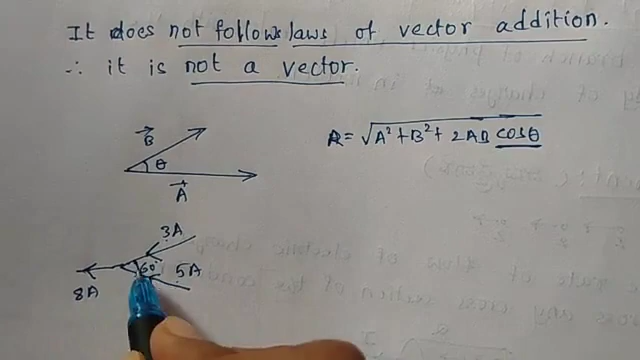 It does not follows laws of vector addition.
∴ it is not a vector.
B
θ
A
R = √A² + B² + 2AB cosθ
3A
60°
5A
8A